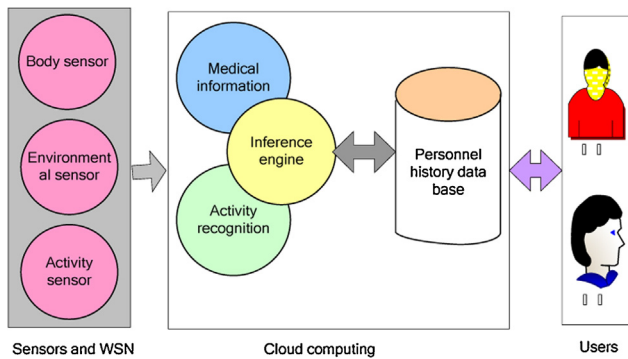 Body sensor
Environment
al sensor
Activity
sensor
Medical
information
Inference
engine
Activity
recognition
Personnel
history data
base
Sensors and WSN
Cloud computing
Users